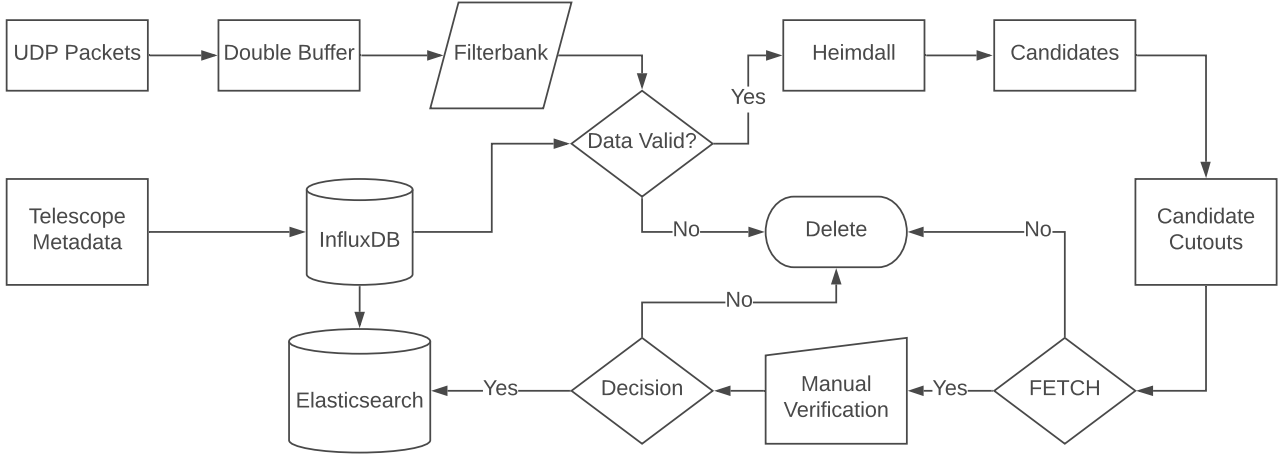 UDP Packets
Double Buffer
Filterbank
Heimdall
Candidates
Yes
Data Valid?
Telescope
Metadata
InfluxDB
No
Delete
No
Candidate
Cutouts
No
Elasticsearch
Yes
Decision
Manual
Verification
Yes
FETCH